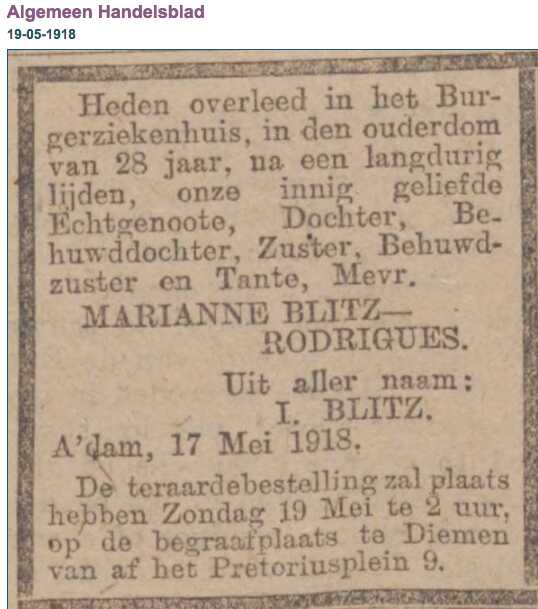 Algemeen Handelsblad
19-05-1918
Heden overleed in het Bur-
gerziekenhuis, in den ouderdom
van 28 jaar, na een langdurig
lijden, onze innig geliefde
Echtgenoote, Dochter, Be-
huwddochter, Zuster, Behuwd-
zuster en Tante, Mevr.
MARIANNE BLITZ—
RODRIGUES.
Uit aller naam:
I. BLITZ.
A'dam, 17 Mei 1918.
De teraardebestelling zal plaats
hebben Zondag 19 Mei te 2 uur,
op de begraafplaats te Diemen
van af het Pretoriusplein 9.